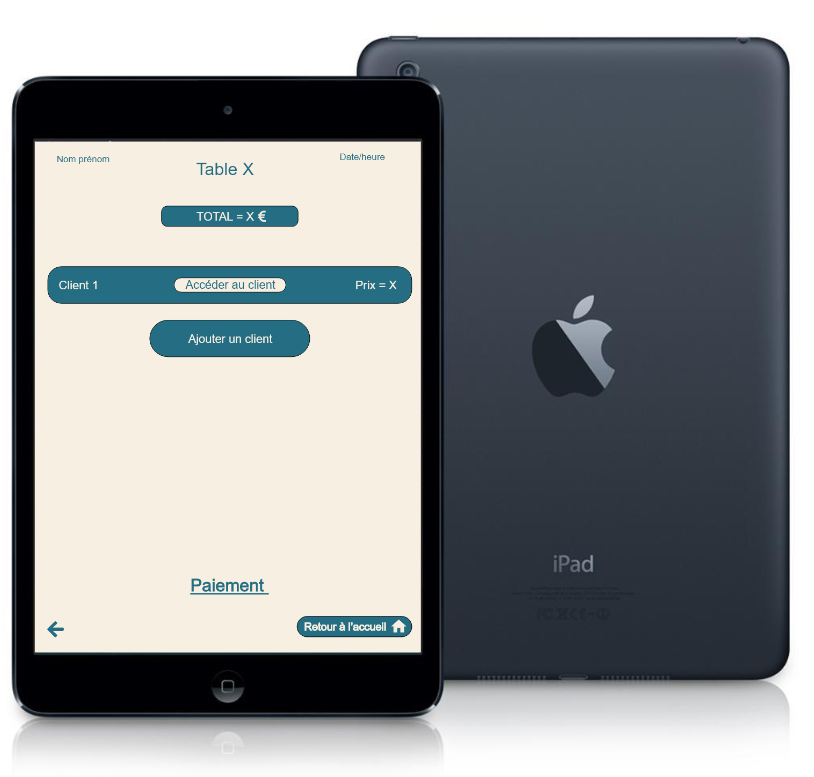 Nom prénom
Table X
Date/heure
TOTAL = X €
Client 1
Accéder au client
Prix = X
Ajouter un client
Paiement
Retour à l'accueil
iPad